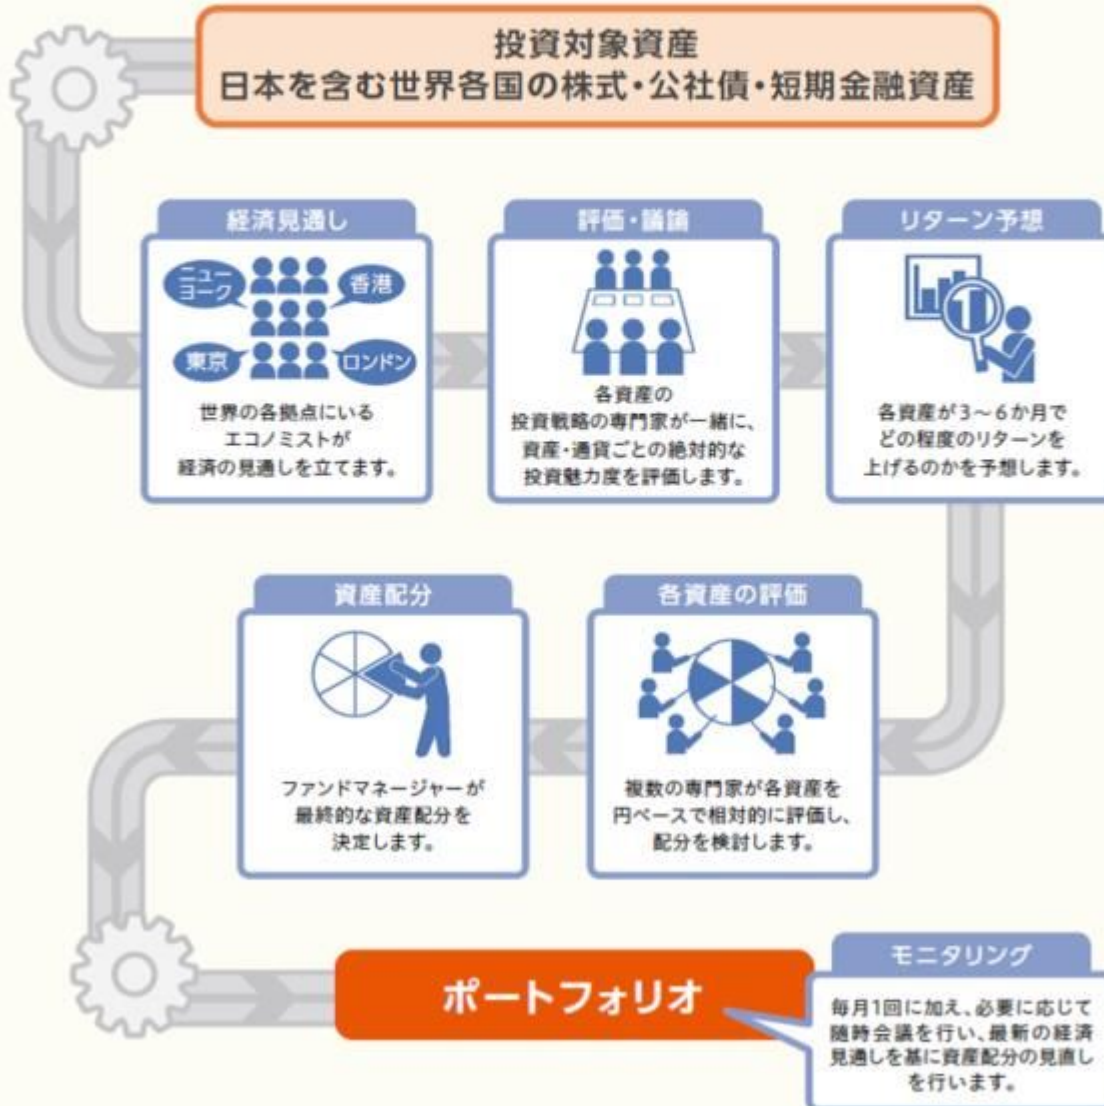 投資対象資産
日本を含む世界各国の株式・公社債・短期金融資産
経済見通し
ニュー
ヨーク
香港
東京
ロンドン
世界の各拠点にいる
エコノミストが
経済の見通しを立てます。
評価・議論
各資産の
投資戦略の専門家が一緒に、
資産・通貨ごとの絶対的な
投資魅力度を評価します。
リターン予想
1
各資産が3〜6か月で
どの程度のリターンを
上げるのかを予想します。
各資産の評価
複数の専門家が各資産を
円ベースで相対的に評価し、
配分を検討します。
資産配分
ファンドマネージャーが
最終的な資産配分を
決定します。
ポートフォリオ
モニタリング
毎月1回に加え、必要に応じて
随時会議を行い、最新の経済
見通しを基に資産配分の見直し
を行います。